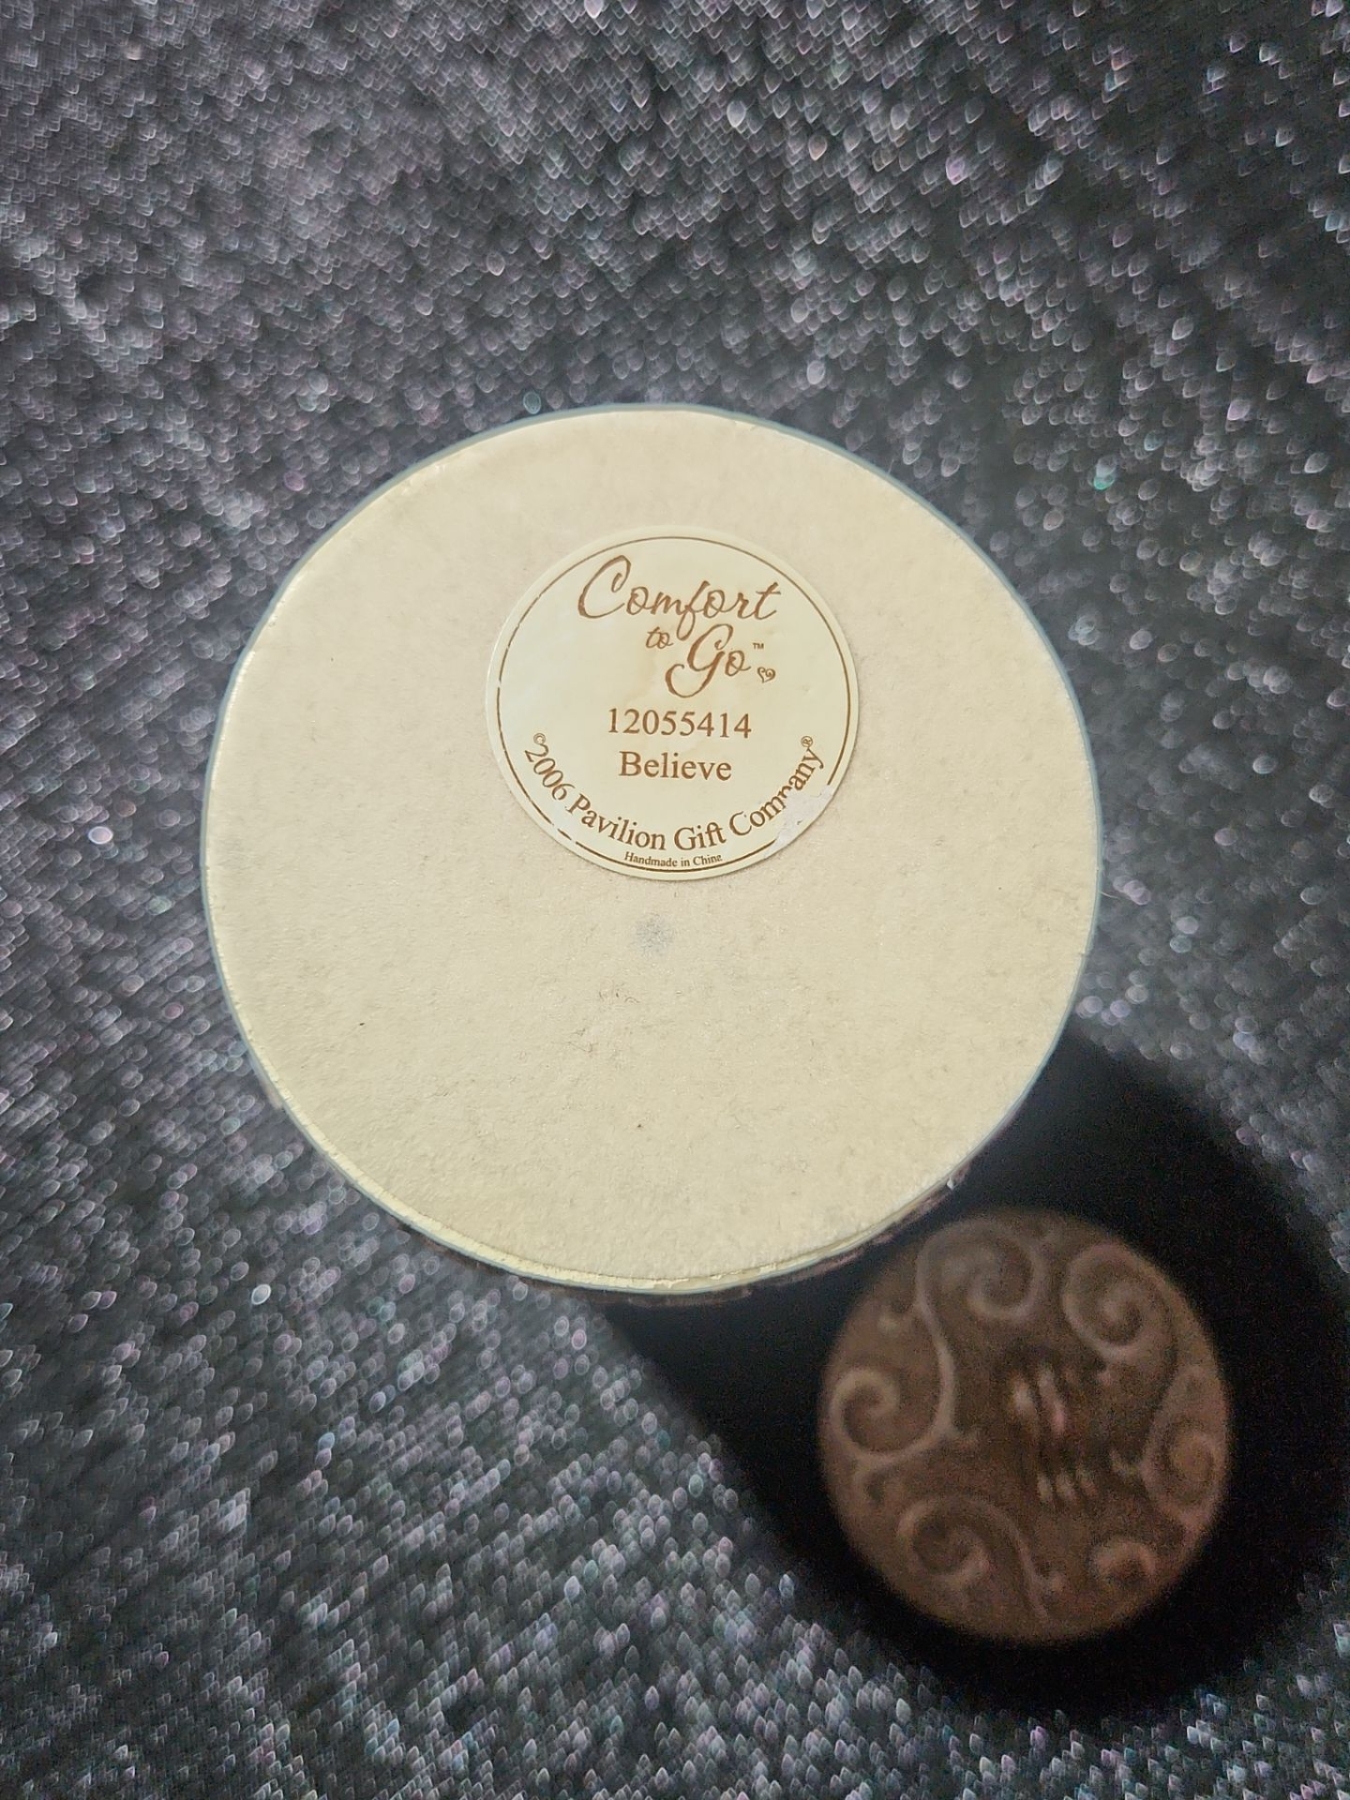 Comfort
to Go™
12055414
Believe
©2006 Pavilion Gift Company®
Handmade in China